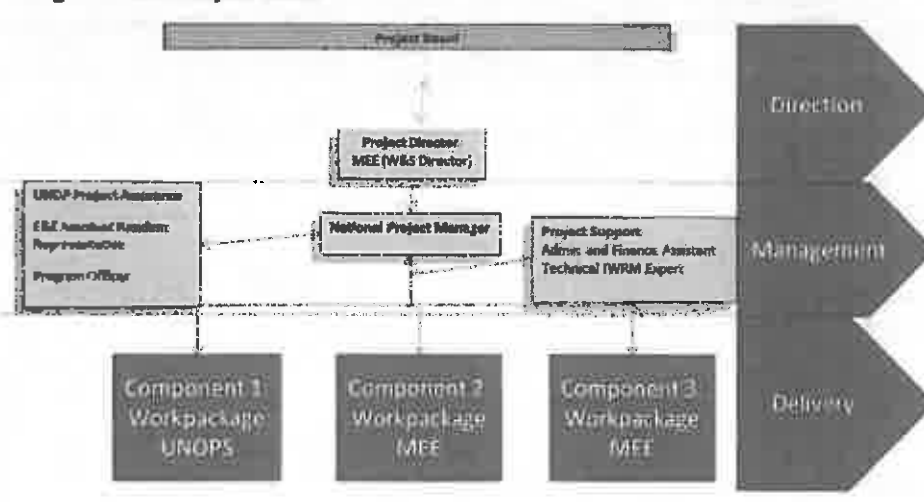 Project Board
Direction
Project Director
MEE (W&S Director)
UNDP Project Assurance
E&E Assistant Resident
Representative
Program Officer
National Project Manager
Project Support
Admin and Finance Assistant
Technical IWRM Expert
Management
Component 1:
Workpackage
UNOPS
Component 2
Workpackage
MEE
Component 3:
Workpackage
MEE
Delivery